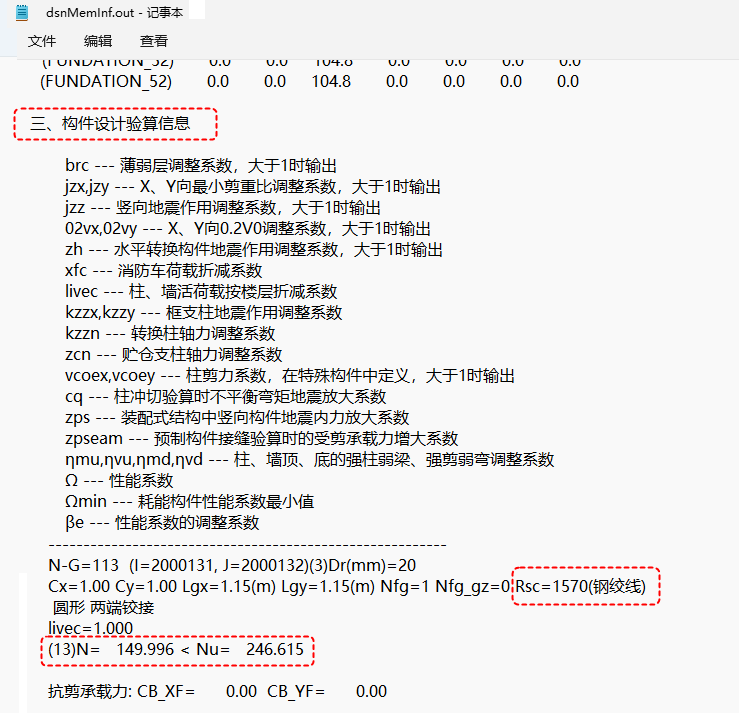 dsnMemInf.out - 记事本
文件 编辑 查看
(FUNDATION_52) 0.0 0.0 104.8 0.0 0.0 0.0 0.0
(FUNDATION_52) 0.0 0.0 104.8 0.0 0.0 0.0 0.0
三、构件设计验算信息
brc --- 薄弱层调整系数，大于1时输出
jzx,jzy --- X、Y向最小剪重比调整系数，大于1时输出
jzz --- 竖向地震作用调整系数，大于1时输出
02vx,02vy --- X、Y向0.2V0调整系数，大于1时输出
zh --- 水平转换构件地震作用调整系数，大于1时输出
xfc --- 消防车荷载折减系数
livec --- 柱、墙活荷载按楼层折减系数
kzzx,kzzy --- 框支柱地震作用调整系数
kzzn --- 转换柱轴力调整系数
zcn --- 贮仓支柱轴力调整系数
vcoex,vcoey --- 柱剪力系数，在特殊构件中定义，大于1时输出
cq --- 柱冲切验算时不平衡弯矩地震放大系数
zps --- 装配式结构中竖向构件地震内力放大系数
zpseam --- 预制构件接缝验算时的受剪承载力增大系数
ηmu,ηvu,ηmd,ηvd --- 柱、墙顶、底的强柱弱梁、强剪弱弯调整系数
Ω --- 性能系数
Ωmin --- 耗能构件性能系数最小值
βe --- 性能系数的调整系数
---------------------------------------------------------
N-G=113 (I=2000131, J=2000132)(3)Dr(mm)=20
Cx=1.00 Cy=1.00 Lgx=1.15(m) Lgy=1.15(m) Nfg=1 Nfg_gz=0 Rsc=1570(钢绞线)
圆形 两端铰接
livec=1.000
(13)N= 149.996 < Nu= 246.615
抗剪承载力: CB_XF= 0.00 CB_YF= 0.00